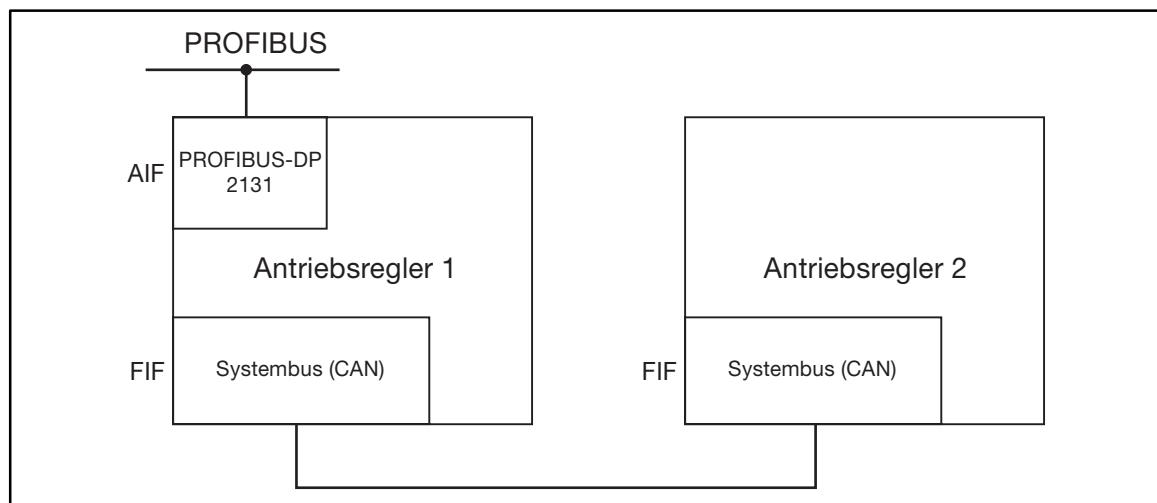 PROFIBUS
AIF
PROFIBUS-DP
2131
Antriebsregler 1
Antriebsregler 2
FIF
Systembus (CAN)
FIF
Systembus (CAN)